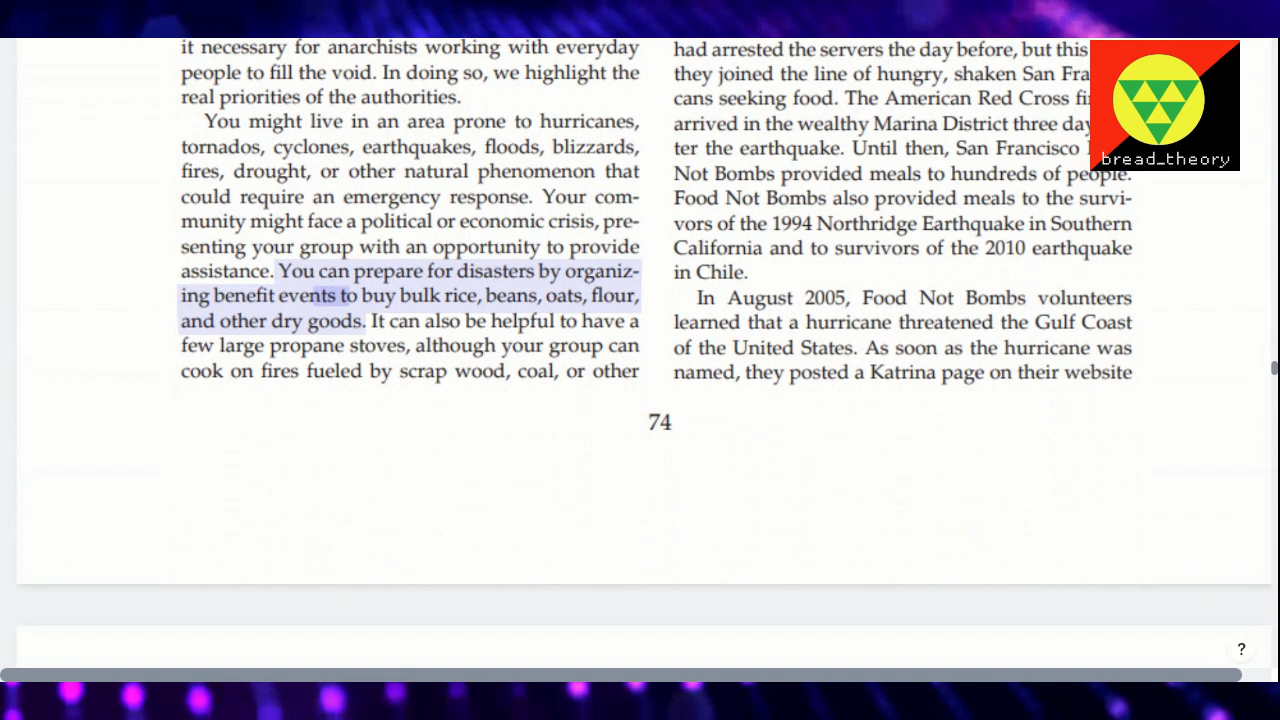 it necessary for anarchists working with everyday
people to fill the void. In doing so, we highlight the
real priorities of the authorities.
You might live in an area prone to hurricanes,
tornados, cyclones, earthquakes, floods, blizzards,
fires, drought, or other natural phenomenon that
could require an emergency response. Your com-
munity might face a political or economic crisis, pre-
senting your group with an opportunity to provide
assistance. You can prepare for disasters by organiz-
ing benefit events to buy bulk rice, beans, oats, flour,
and other dry goods. It can also be helpful to have a
few large propane stoves, although your group can
cook on fires fueled by scrap wood, coal, or other
had arrested the servers the day before, but this
they joined the line of hungry, shaken San Fra
cans seeking food. The American Red Cross
arrived in the wealthy Marina District three
ter the earthquake. Until then, San Francisco
Not Bombs provided meals to hundreds of people.
Food Not Bombs also provided meals to the survi-
vors of the 1994 Northridge Earthquake in Southern
California and to survivors of the 2010 earthquake
in Chile.
In August 2005, Food Not Bombs volunteers
learned that a hurricane threatened the Gulf Coast
of the United States. As soon as the hurricane was
named, they posted a Katrina page on their website
74
bread_theory
?